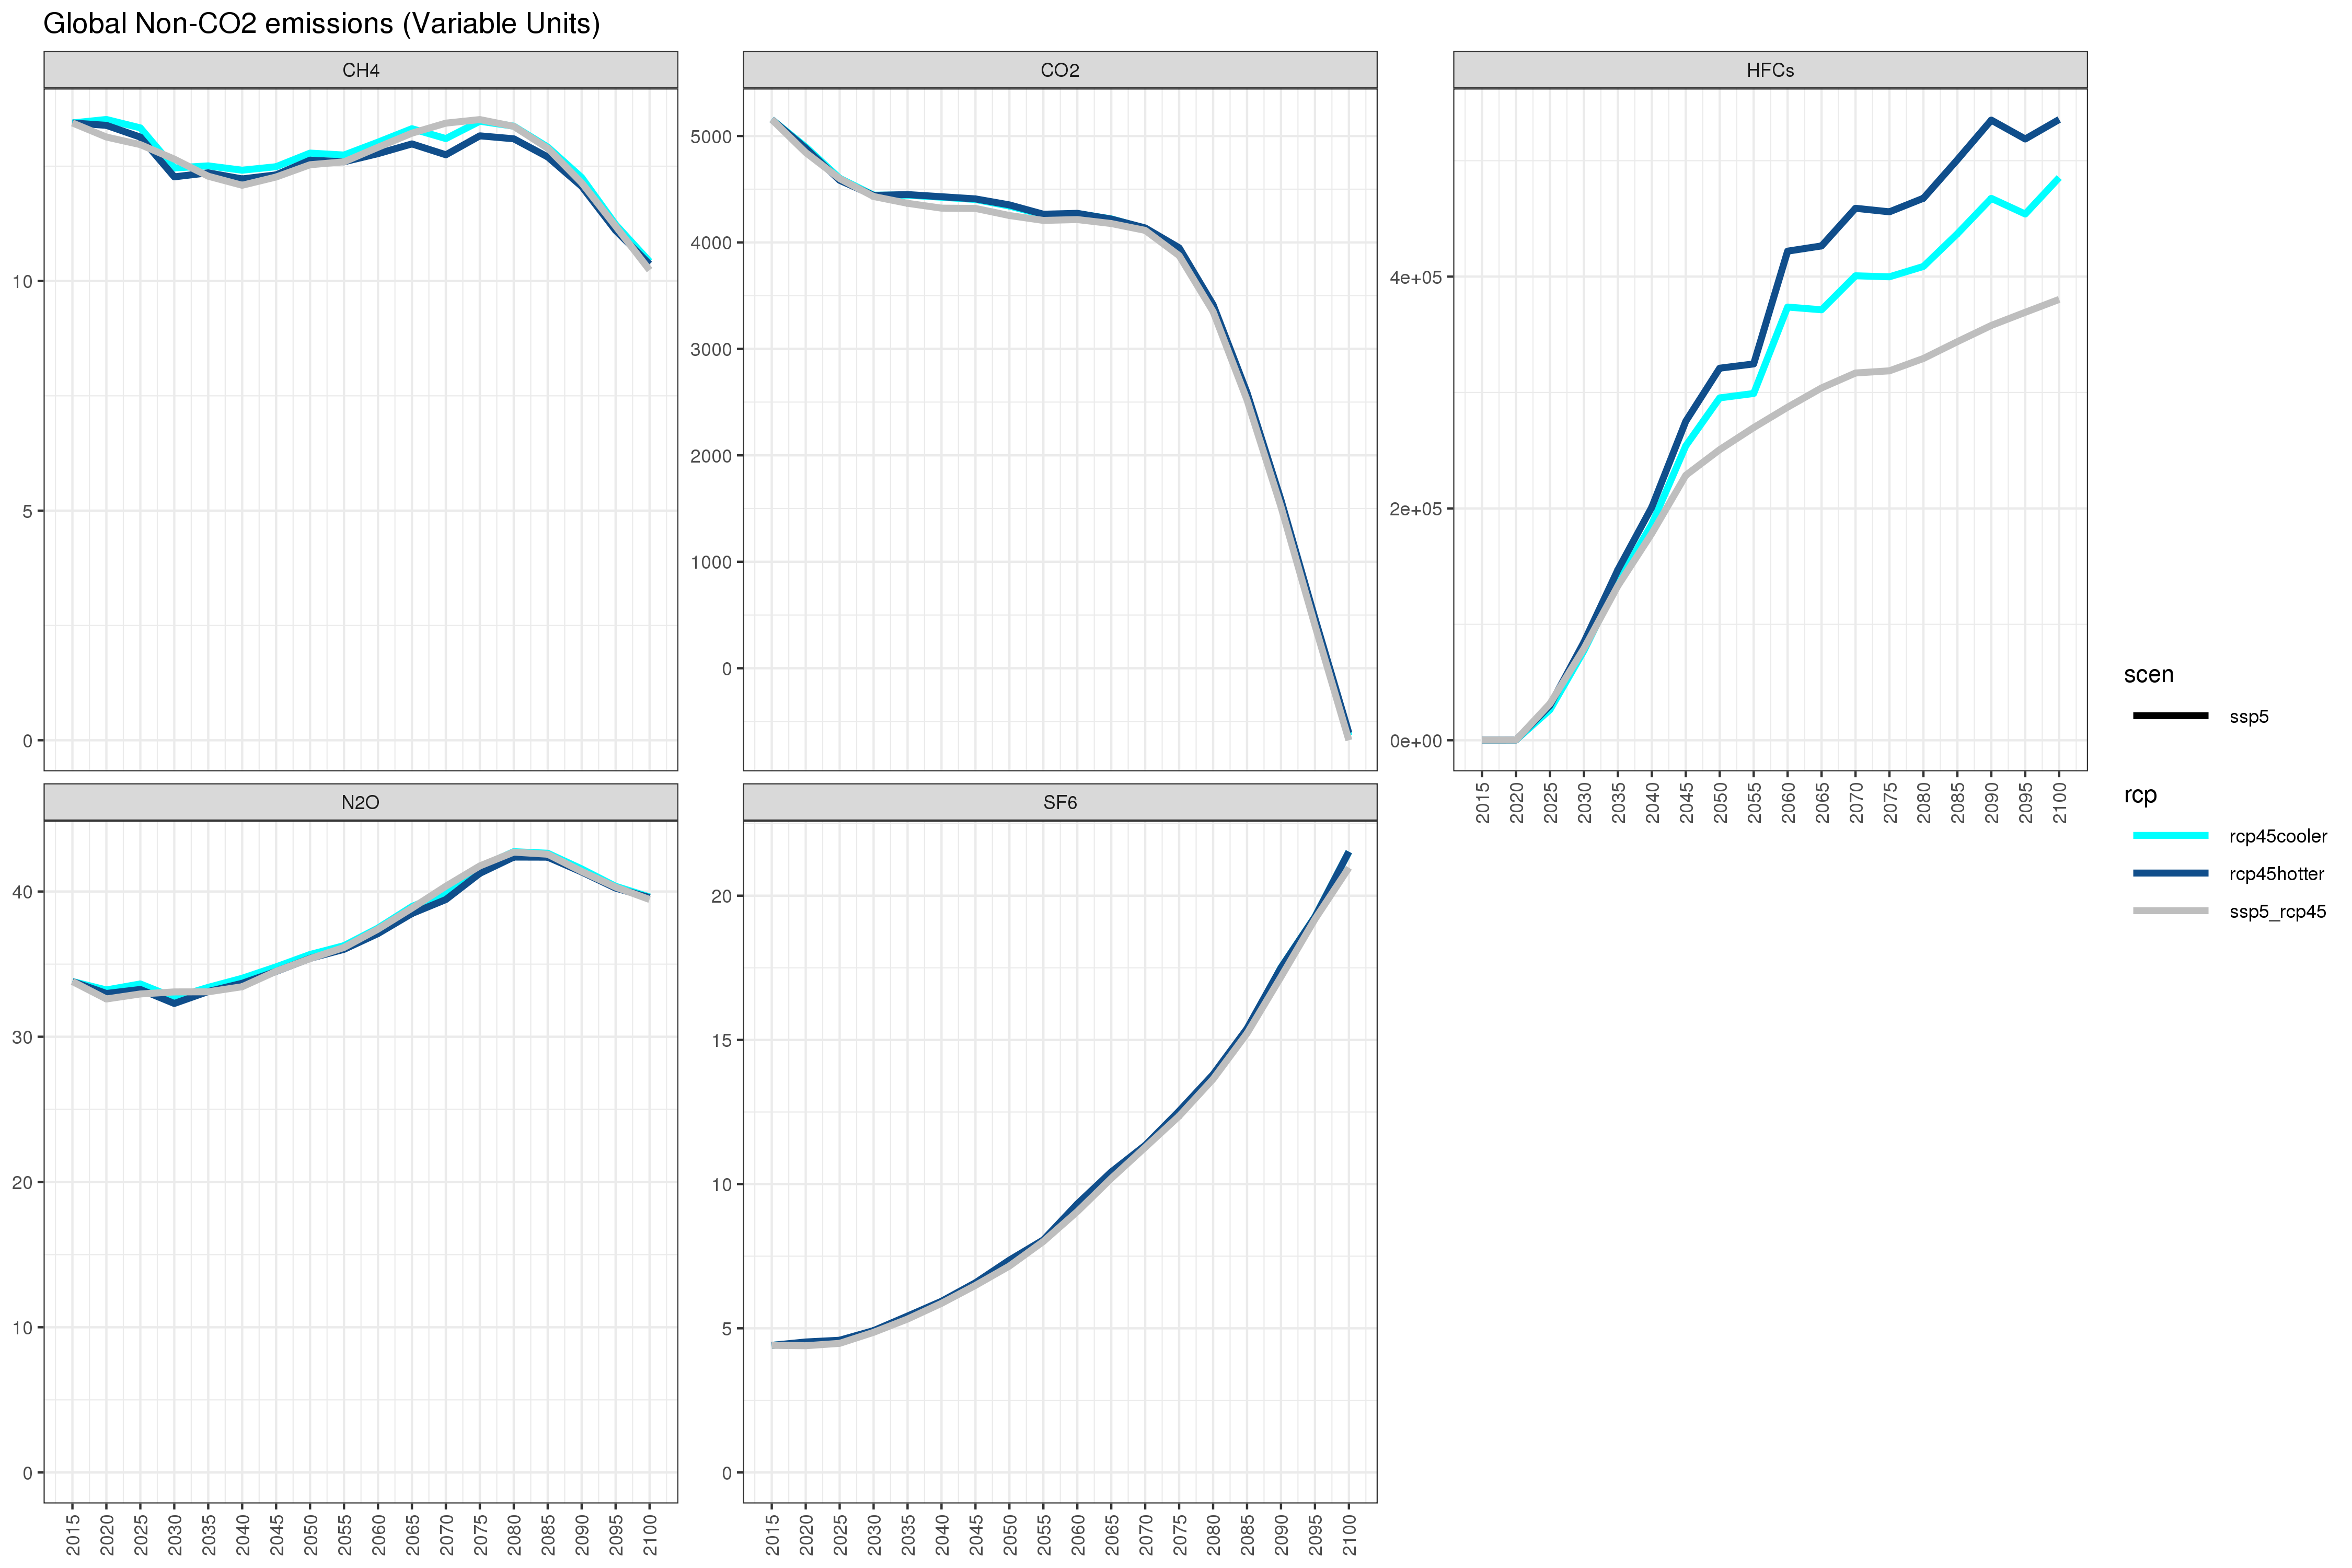 Global Non-CO2 emissions (Variable Units)
CH4
CO2
HFCs
10
5
0
5000
4000
3000
2000
1000
0
4e+05
2e+05
0e+00
2015 2020 2025 2030 2035 2040 2045 2050 2055 2060 2065 2070 2075 2080 2085 2090 2095 2100
N2O
SF6
40
30
20
10
0
20
15
10
5
0
2015 2020 2025 2030 2035 2040 2045 2050 2055 2060 2065 2070 2075 2080 2085 2090 2095 2100
2015 2020 2025 2030 2035 2040 2045 2050 2055 2060 2065 2070 2075 2080 2085 2090 2095 2100
scen
ssp5
rcp
rcp45cooler
rcp45hotter
ssp5_rcp45